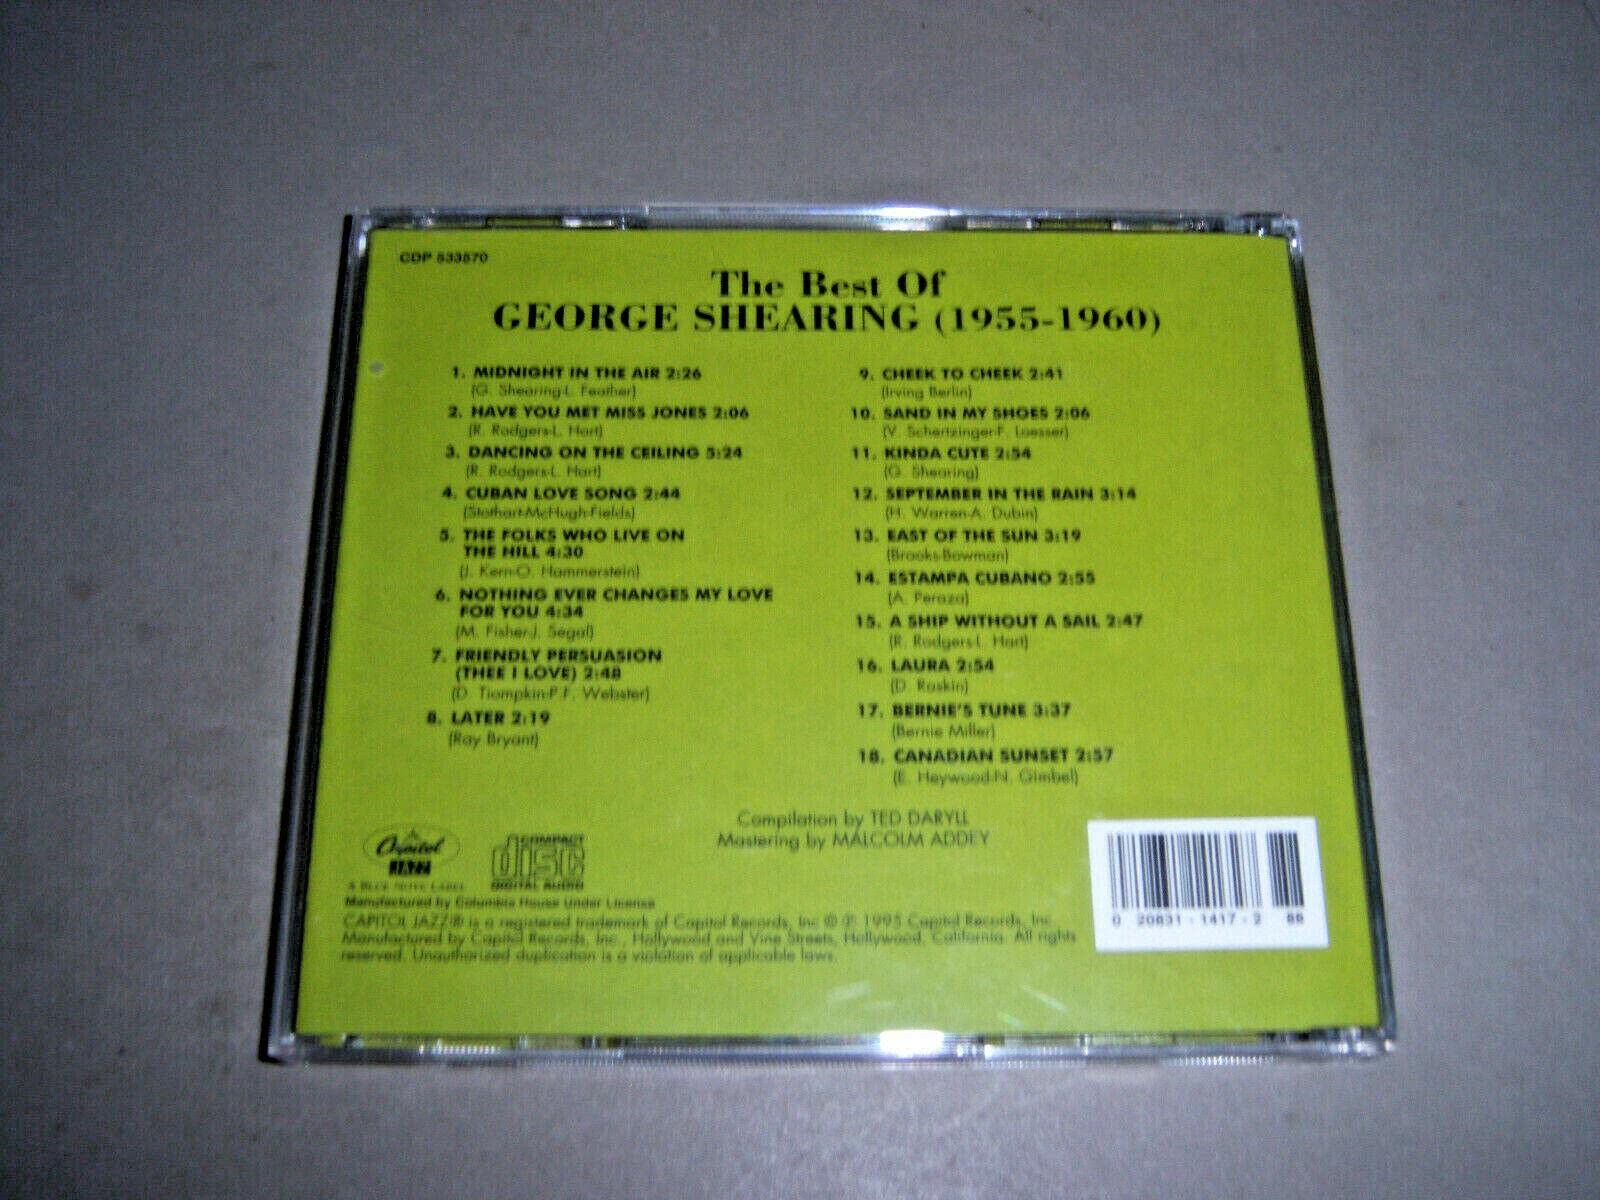 CDP 533570
The Best Of
GEORGE SHEARING (1955-1960)
1. MIDNIGHT IN THE AIR 2:26
(G. Shearing-L. Feather)
2. HAVE YOU MET MISS JONES 2:06
(R. Rodgers-L. Hart)
3. DANCING ON THE CEILING 5:24
(R. Rodgers-L. Hart)
4. CUBAN LOVE SONG 2:44
(Stothart-McHugh-Fields)
5. THE FOLKS WHO LIVE ON
THE HILL 4:30
(J. Kern-O. Hammerstein)
6. NOTHING EVER CHANGES MY LOVE
FOR YOU 4:34
(M. Fisher-J. Segal)
7. FRIENDLY PERSUASION
(THEE I LOVE) 2:48
(D. Tiompkin-P.F. Webster)
8. LATER 2:19
(Ray Bryant)
9. CHEEK TO CHEEK 2:41
(Irving Berlin)
10. SAND IN MY SHOES 2:06
(V. Schertzinger-F. Loesser)
11. KINDA CUTE 2:54
(G. Shearing)
12. SEPTEMBER IN THE RAIN 3:14
(H. Warren-A. Dubin)
13. EAST OF THE SUN 3:19
(Brooks-Bowman)
14. ESTAMPA CUBANO 2:55
(A. Peraza)
15. A SHIP WITHOUT A SAIL 2:47
(R. Rodgers-L. Hart)
16. LAURA 2:54
(D. Raskin)
17. BERNIE'S TUNE 3:37
(Bernie Miller)
18. CANADIAN SUNSET 2:57
(E. Heywood-N. Gimbel)
Compilation by TED DARYLL
Mastering by MALCOLM ADDEY
Capitol
JAZZ
A BLUE NOTE LABEL
COMPACT
disc
DIGITAL AUDIO
Manufactured by Columbia House Under License
CAPITOL JAZZ® is a registered trademark of Capitol Records, Inc © ℗ 1995 Capitol Records, Inc.
Manufactured by Capitol Records, Inc., Hollywood and Vine Streets, Hollywood, California. All rights
reserved. Unauthorized duplication is a violation of applicable laws.
0 20831-1417-2 88